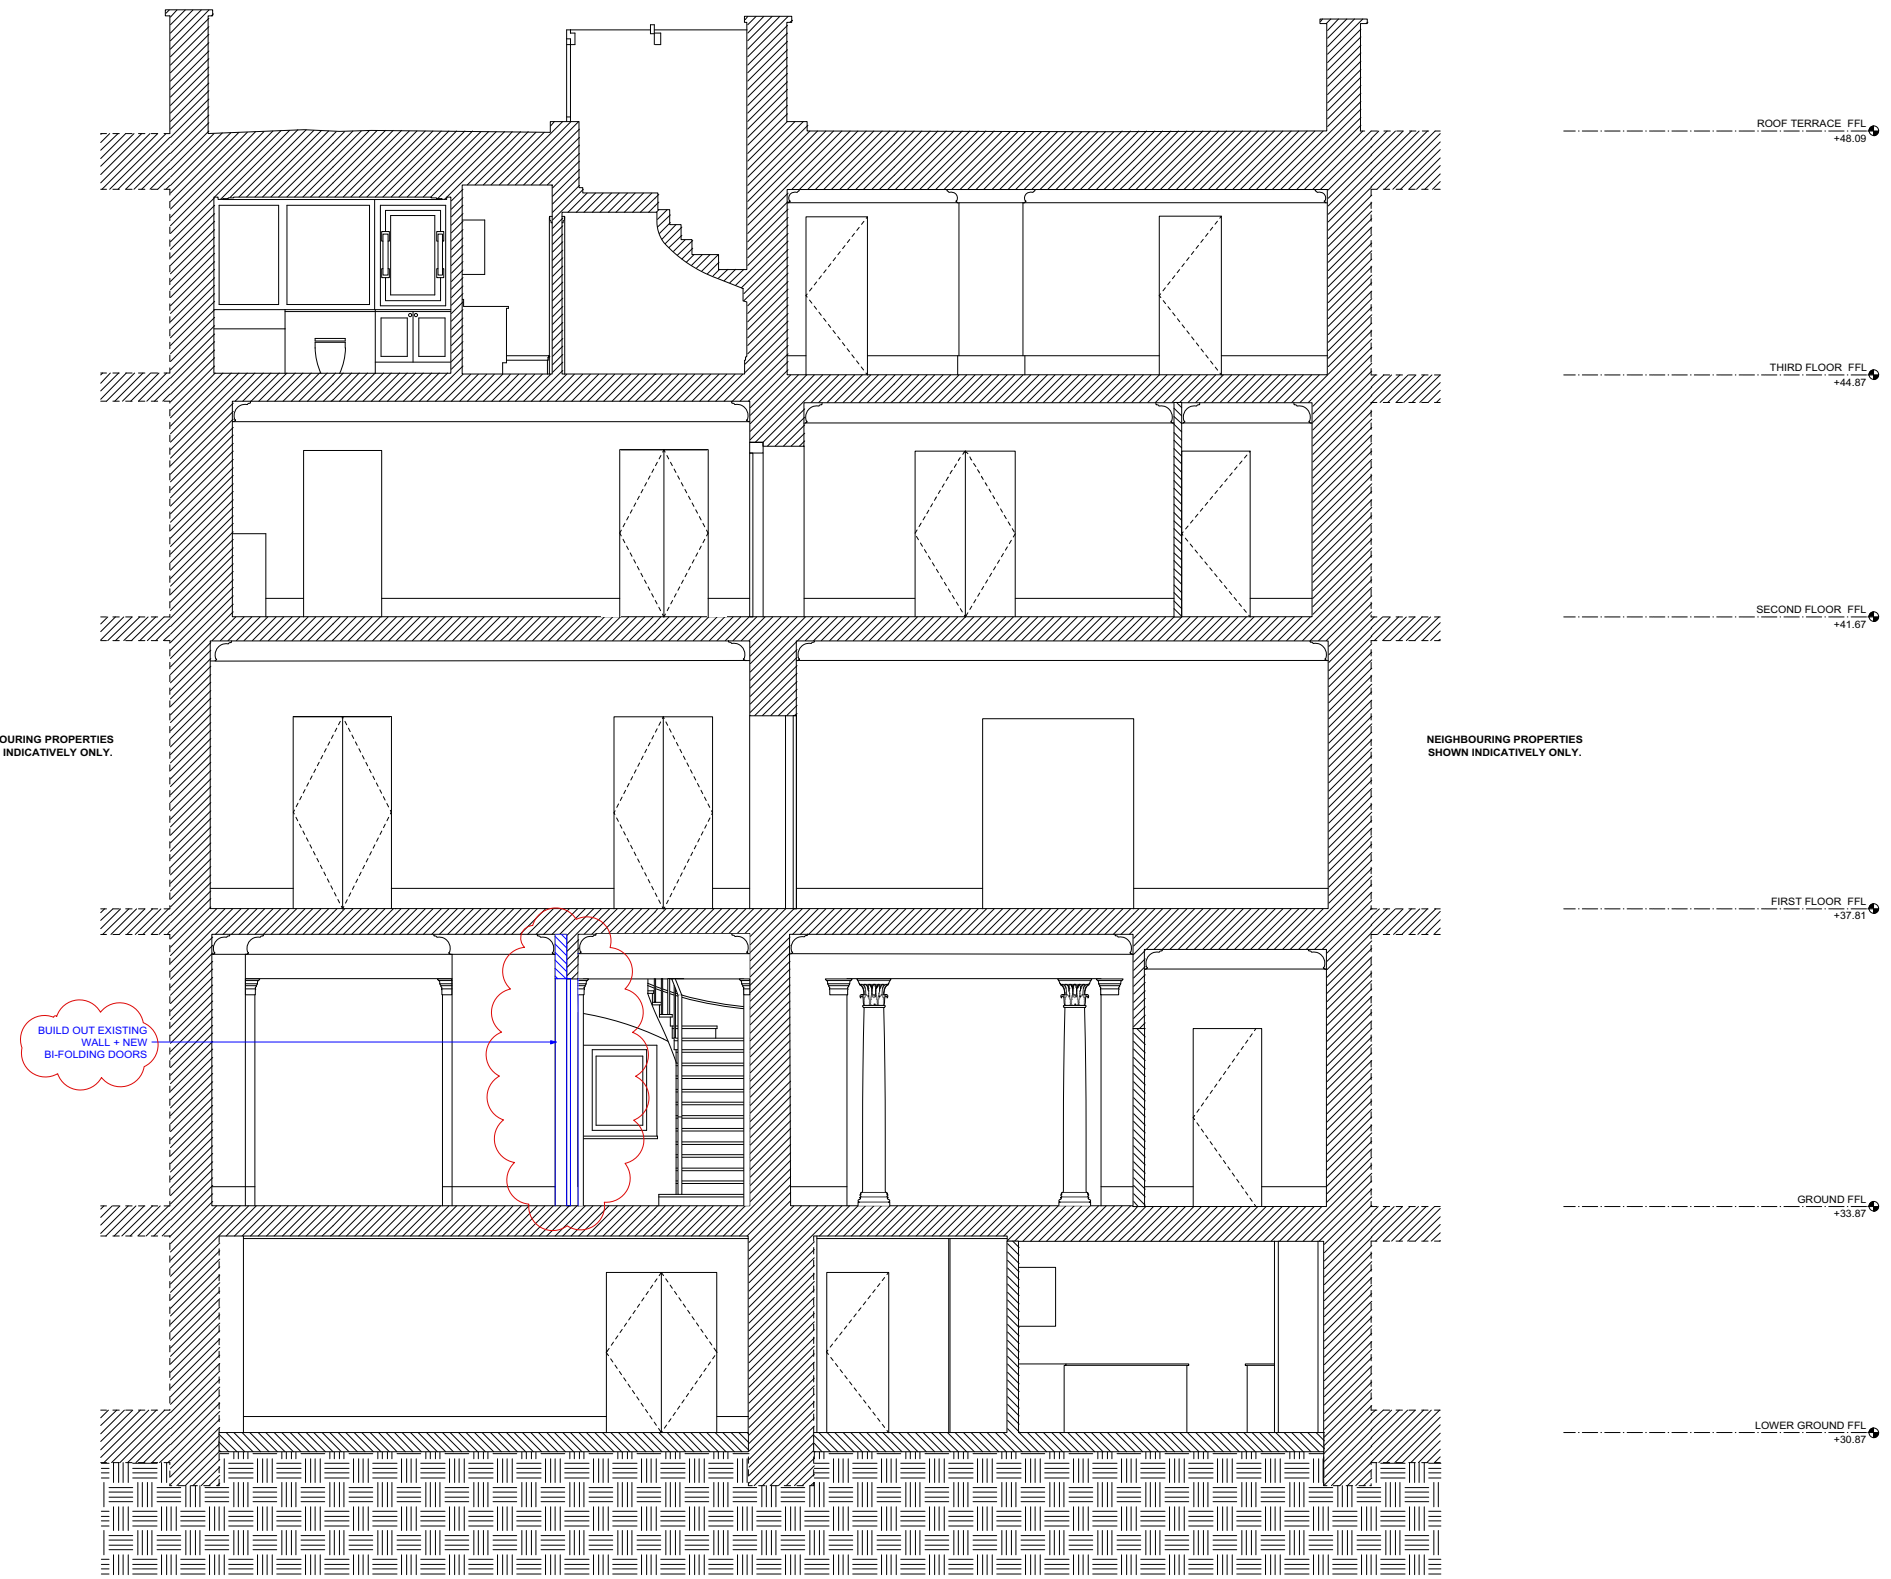 ROOF TERRACE FFL
+48.09
THIRD FLOOR FFL
+44.87
SECOND FLOOR FFL
+41.67
OURING PROPERTIES
INDICATIVELY ONLY.
NEIGHBOURING PROPERTIES
SHOWN INDICATIVELY ONLY.
FIRST FLOOR FFL
+37.81
BUILD OUT EXISTING
WALL + NEW
BI-FOLDING DOORS
GROUND FFL
+33.87
LOWER GROUND FFL
+30.87